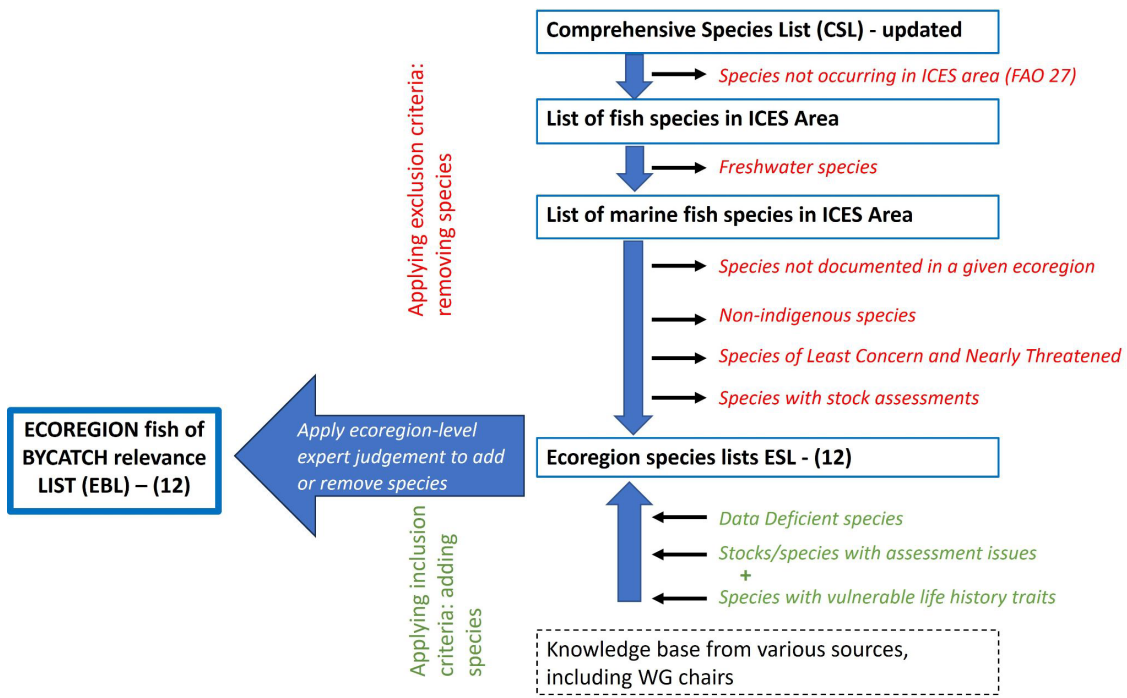 Comprehensive Species List (CSL) - updated
Species not occurring in ICES area (FAO 27)
List of fish species in ICES Area
Freshwater species
List of marine fish species in ICES Area
Applying exclusion criteria:
removing species
Species not documented in a given ecoregion
Non-indigenous species
Species of Least Concern and Nearly Threatened
Species with stock assessments
ECOREGION fish of
BYCATCH relevance
LIST (EBL) – (12)
Apply ecoregion-level
expert judgement to add
or remove species
Ecoregion species lists ESL - (12)
Applying inclusion
criteria: adding
species
Data Deficient species
Stocks/species with assessment issues
+
Species with vulnerable life history traits
Knowledge base from various sources,
including WG chairs